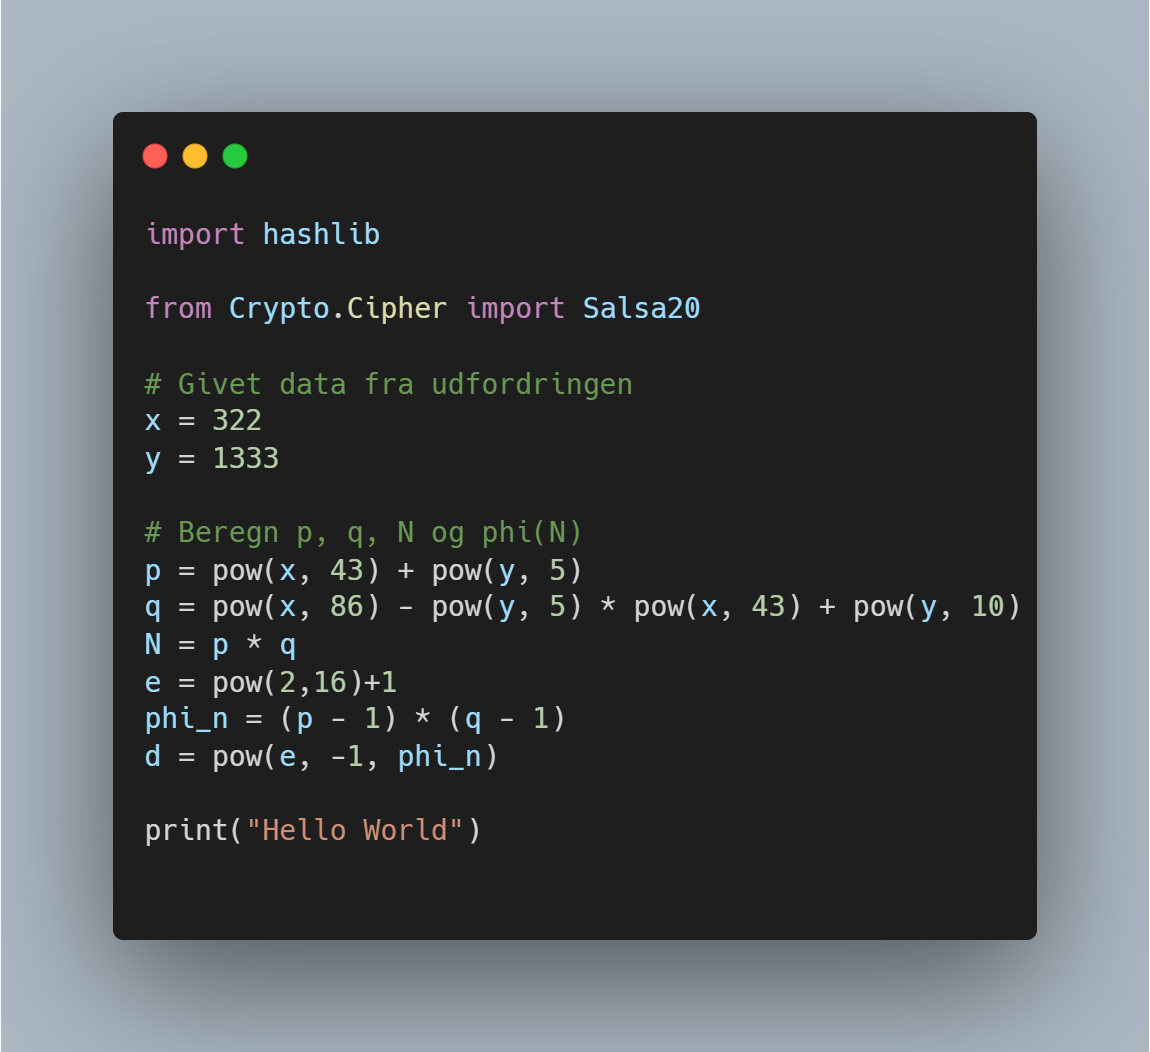 import hashlib
from Crypto.Cipher import Salsa20
# Givet data fra udfordringen
x = 322
y = 1333
# Beregn p, q, N og phi(N)
p = pow(x, 43) + pow(y, 5)
q = pow(x, 86) - pow(y, 5) * pow(x, 43) + pow(y, 10)
N = p * q
e = pow(2,16)+1
phi_n = (p - 1) * (q - 1)
d = pow(e, -1, phi_n)
print("Hello World")